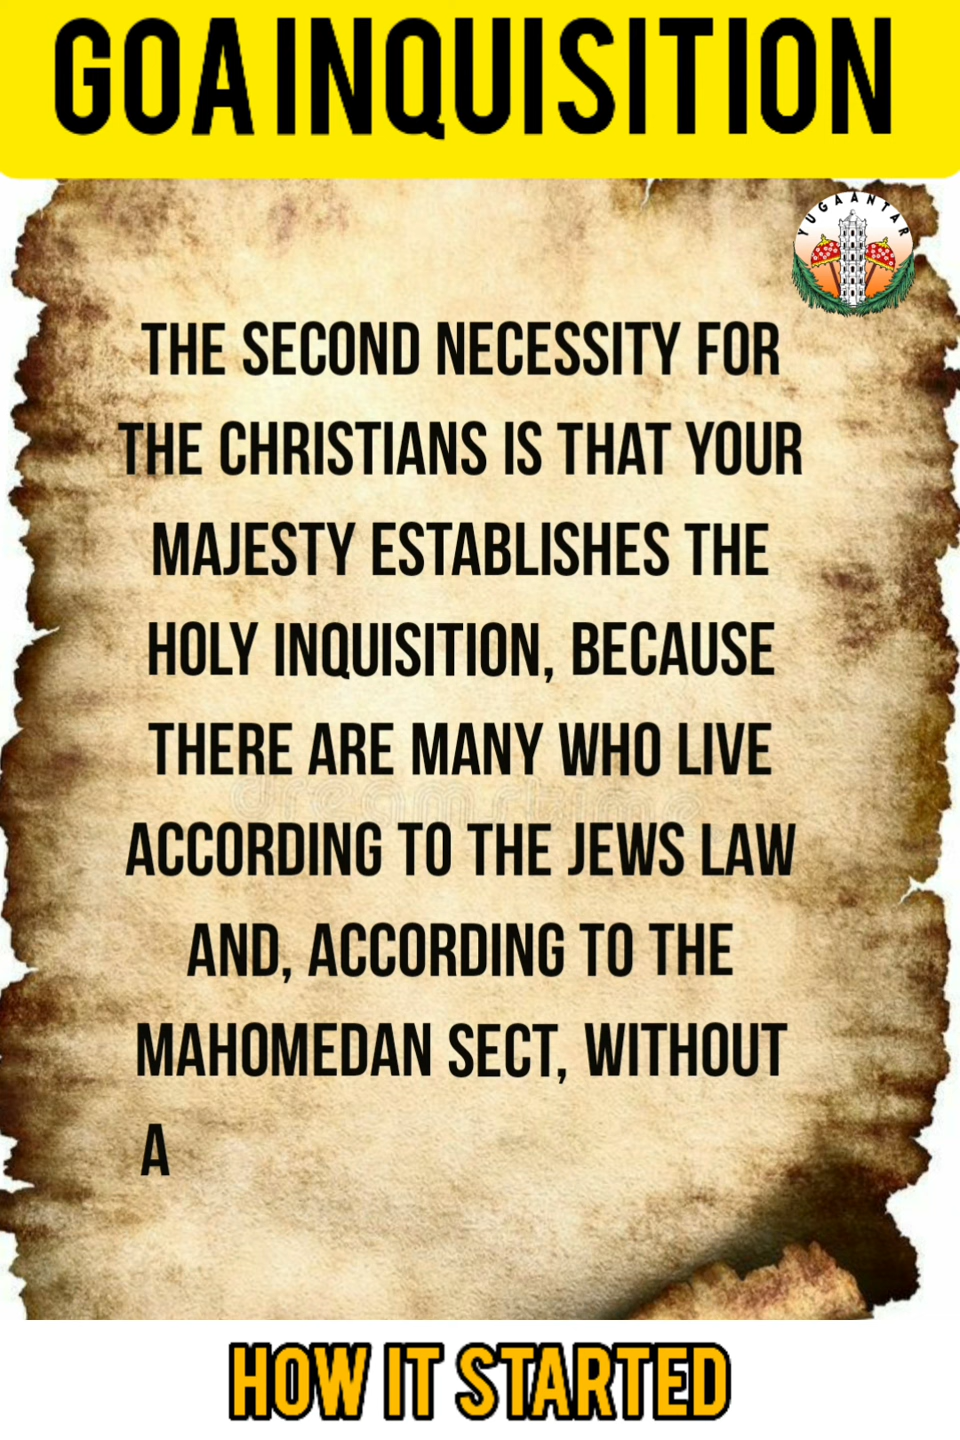 GOA INQUISITION
YUGAANTAR
THE SECOND NECESSITY FOR
THE CHRISTIANS IS THAT YOUR
MAJESTY ESTABLISHES THE
HOLY INQUISITION, BECAUSE
THERE ARE MANY WHO LIVE
ACCORDING TO THE JEWS LAW
AND, ACCORDING TO THE
MAHOMEDAN SECT, WITHOUT
A
HOW IT STARTED